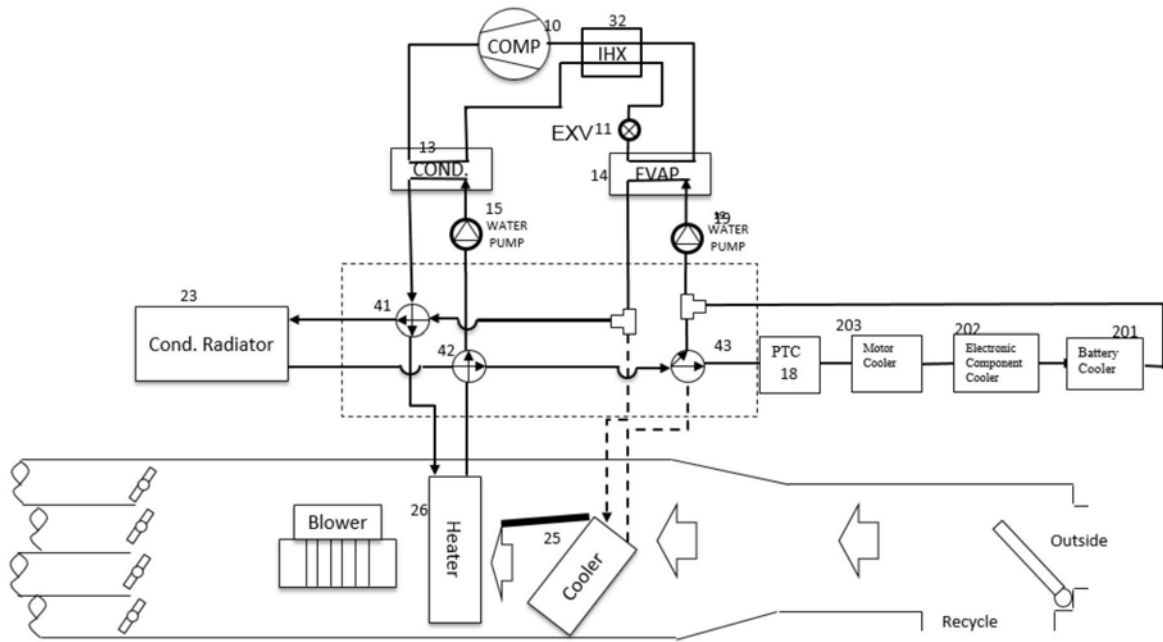 10
32
COMP
IHX
EXV
11
13
COND.
14
EVAP
15
WATER
PUMP
19
WATER
PUMP
23
41
Cond. Radiator
42
43
PTC
18
203
Motor
Cooler
202
Electronic
Component
Cooler
201
Battery
Cooler
Blower
26
Heater
25
Cooler
Outside
Recycle